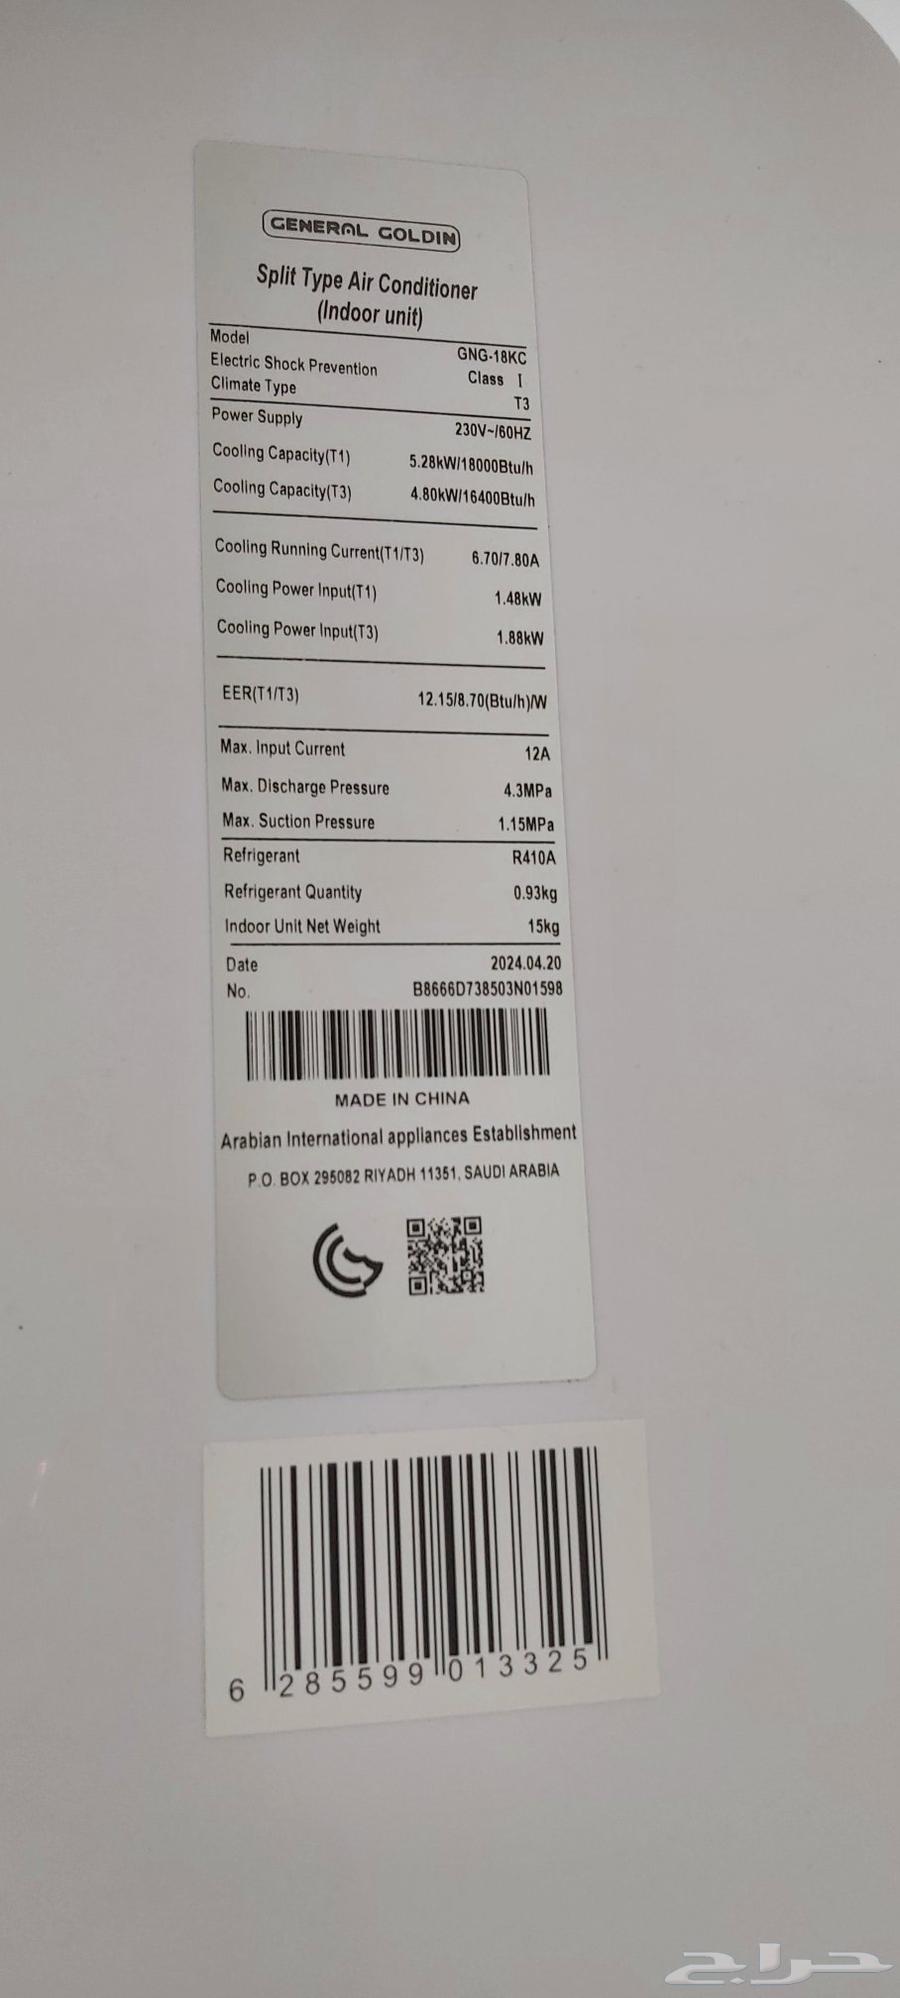 GENERAL GOLDIN
Split Type Air Conditioner
(Indoor unit)
Model GNG-18KC
Electric Shock Prevention Class I
Climate Type T3
Power Supply 230V~/60HZ
Cooling Capacity(T1) 5.28kW/18000Btu/h
Cooling Capacity(T3) 4.80kW/16400Btu/h
Cooling Running Current(T1/T3) 6.70/7.80A
Cooling Power Input(T1) 1.48kW
Cooling Power Input(T3) 1.88kW
EER(T1/T3) 12.15/8.70(Btu/h)/W
Max. Input Current 12A
Max. Discharge Pressure 4.3MPa
Max. Suction Pressure 1.15MPa
Refrigerant R410A
Refrigerant Quantity 0.93kg
Indoor Unit Net Weight 15kg
Date 2024.04.20
No. B8666D738503N01598
MADE IN CHINA
Arabian International appliances Establishment
P.O. BOX 295082 RIYADH 11351, SAUDI ARABIA
6 285599 013325
حراج